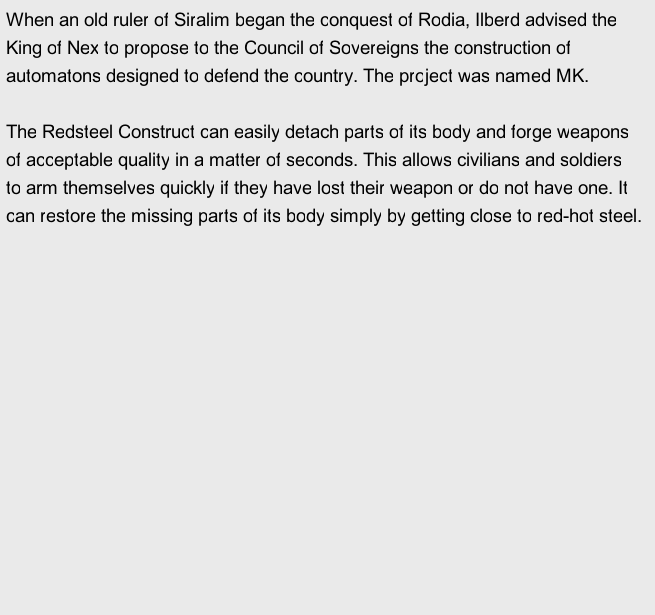 When an old ruler of Siralim began the conquest of Rodia, Ilberd advised the
King of Nex to propose to the Council of Sovereigns the construction of
automatons designed to defend the country. The project was named MK.
The Redsteel Construct can easily detach parts of its body and forge weapons
of acceptable quality in a matter of seconds. This allows civilians and soldiers
to arm themselves quickly if they have lost their weapon or do not have one. It
can restore the missing parts of its body simply by getting close to red-hot steel.